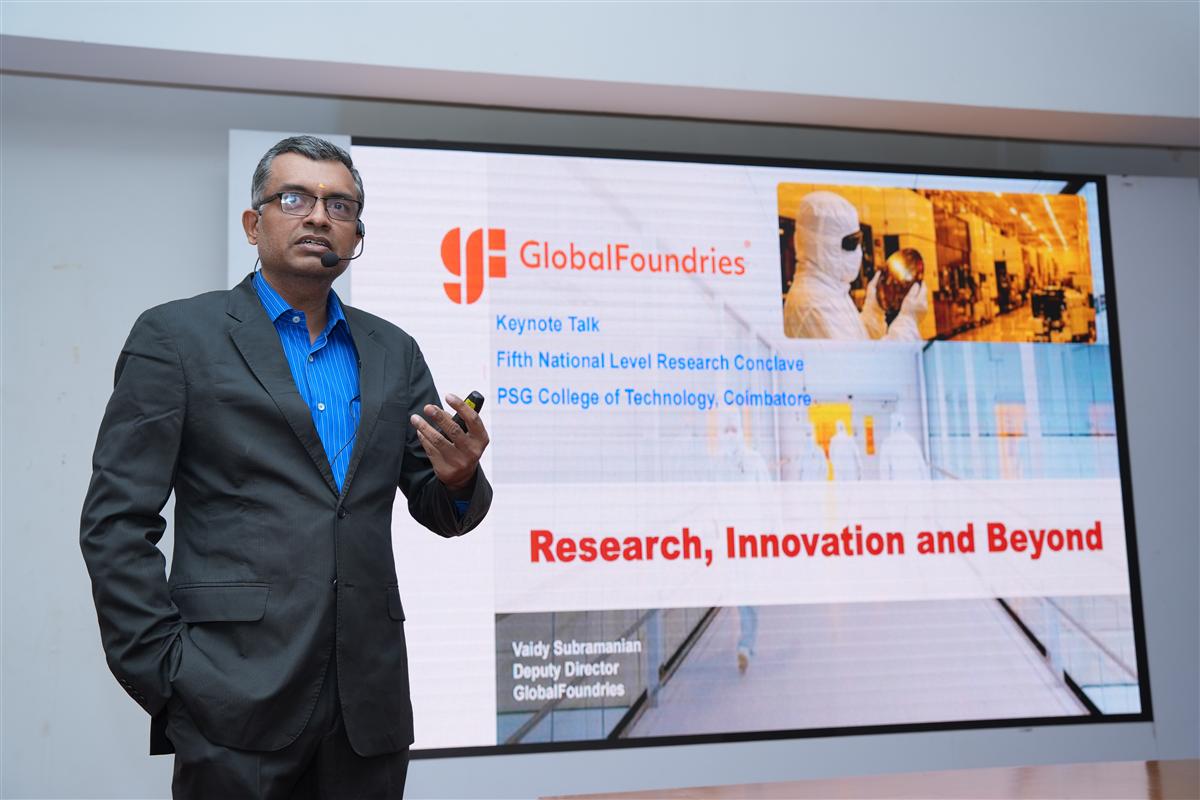 gf GlobalFoundries®
Keynote Talk
Fifth National Level Research Conclave
PSG College of Technology, Coimbatore
Research, Innovation and Beyond
Vaidy Subramanian
Deputy Director
GlobalFoundries